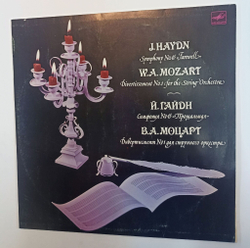 J. HAYDN
Symphony No 45 "Farewell"
W.A. MOZART
Divertissement No 1 for the String Orchestra
Й. ГАЙДН
Симфония № 45 «Прощальная»
В.А. МОЦАРТ
Дивертисмент № 1 для струнного оркестра